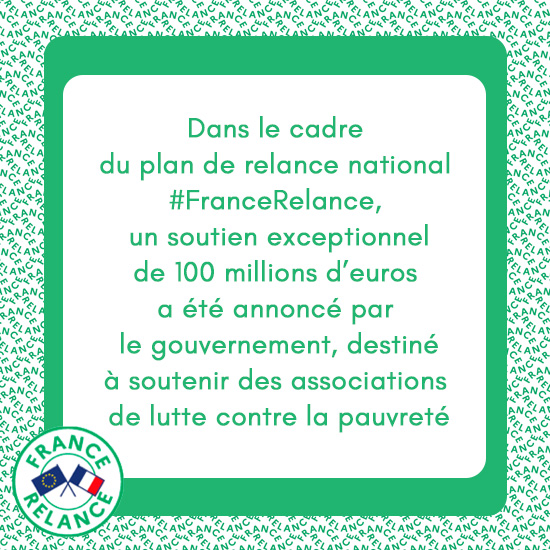 Dans le cadre
du plan de relance national
#FranceRelance,
un soutien exceptionnel
de 100 millions d’euros
a été annoncé par
le gouvernement, destiné
à soutenir des associations
de lutte contre la pauvreté
FRANCE
RELANCE